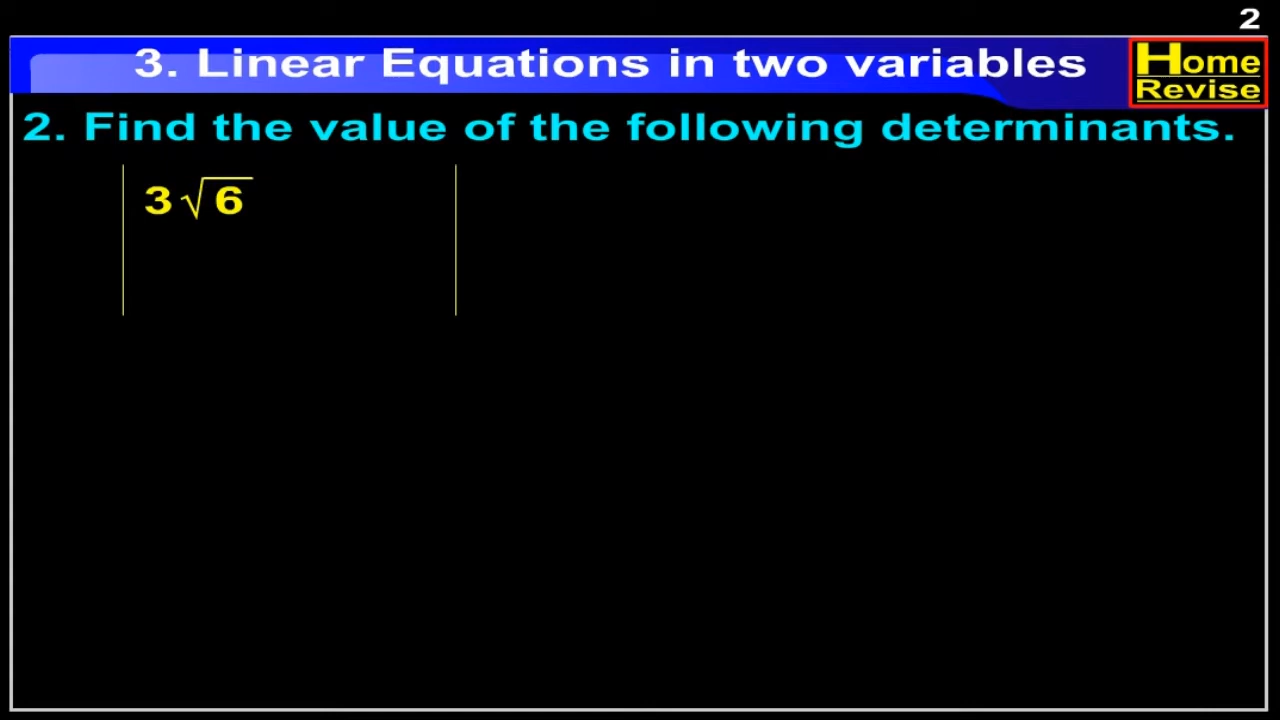 2
3. Linear Equations in two variables
Home
Revise
2. Find the value of the following determinants.
3√6